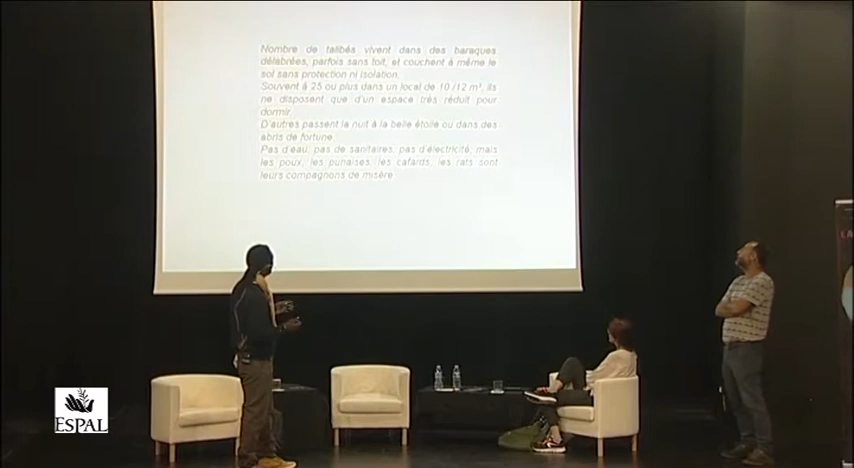 Nombre de talibés vivent dans des baraques
délabrées, parfois sans toit, et couchent à même le
sol sans protection ni isolation.
Souvent à 25 ou plus dans un local de 10 /12 m², ils
ne disposent que d'un espace très réduit pour
dormir.
D'autres passent la nuit à la belle étoile ou dans des
abris de fortune.
Pas d'eau, pas de sanitaires, pas d'électricité, mais
les poux, les punaises, les cafards, les rats sont
leurs compagnons de misère
ESPAL